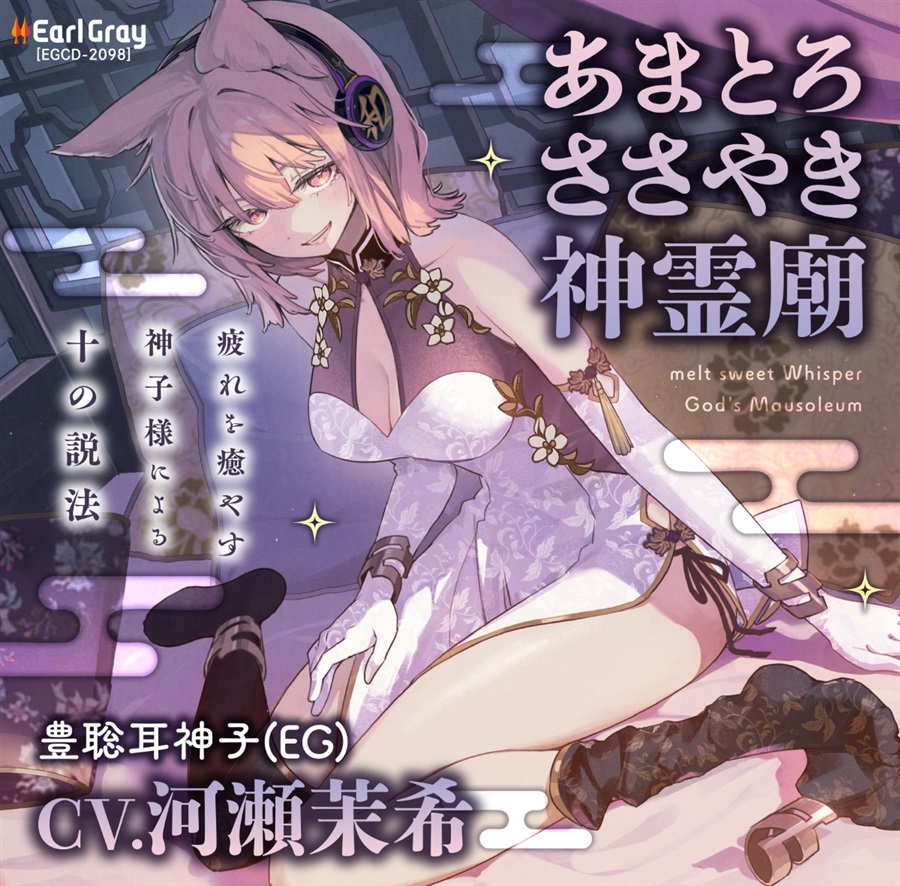 Earl Gray
[EGCD-2098]
あまとろ
ささやき
神霊廟
melt sweet Whisper
God's Mausoleum
疲れを癒やす
神子様による
十の説法
豊聡耳神子(EG)
CV.河瀬茉希